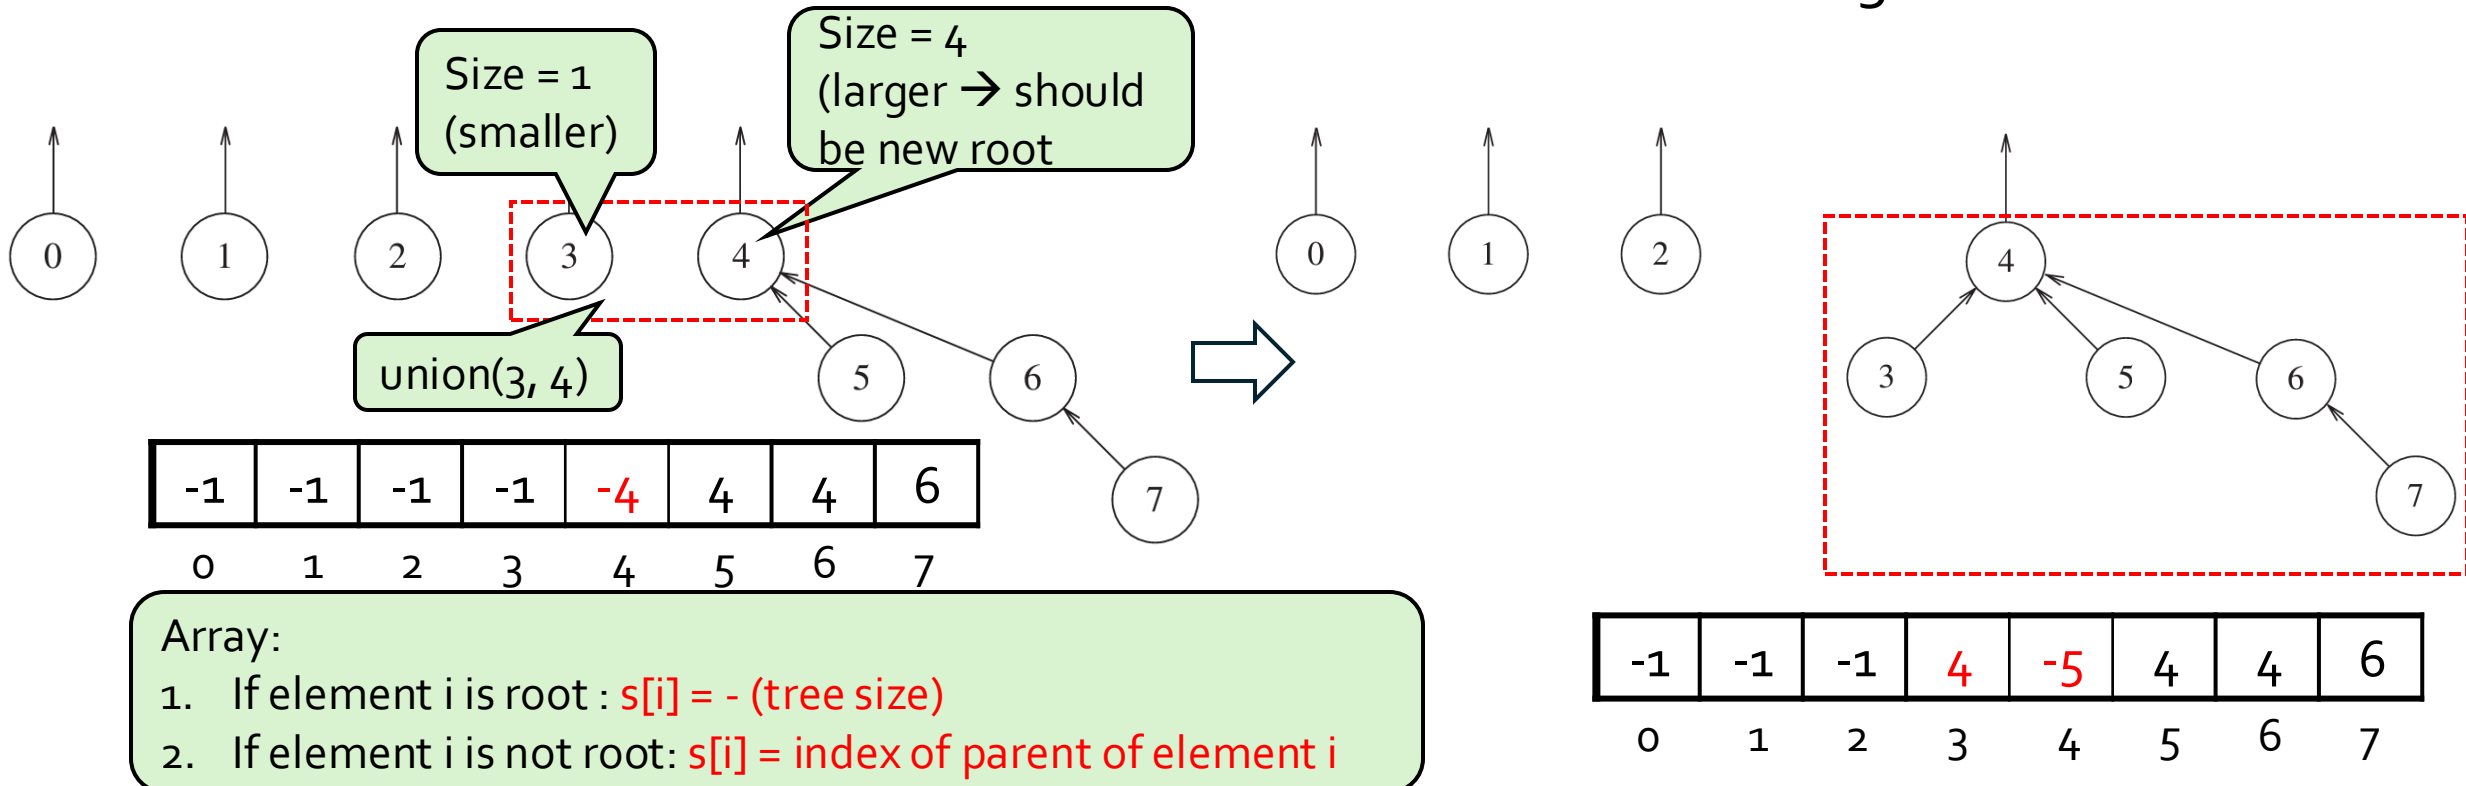 Size = 1
(smaller)
Size = 4
(larger → should
be new root
0
1
2
3
4
5
6
7
union(3, 4)
-1 -1 -1 -1 -4 4 4 6
0 1 2 3 4 5 6 7
Array:
1. If element i is root : s[i] = - (tree size)
2. If element i is not root: s[i] = index of parent of element i
0
1
2
4
3
5
6
7
-1 -1 -1 4 -5 4 4 6
0 1 2 3 4 5 6 7